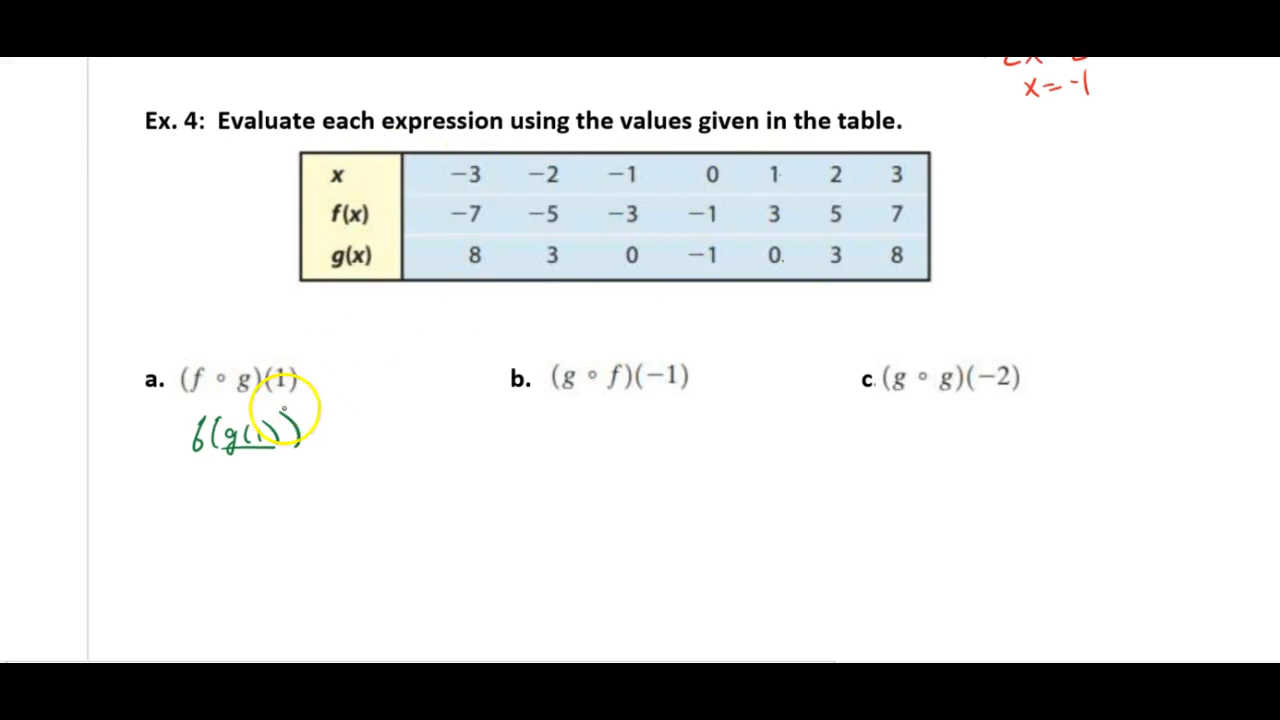 x = -1
Ex. 4: Evaluate each expression using the values given in the table.
x −3 −2 −1 0 1 2 3
f(x) −7 −5 −3 −1 3 5 7
g(x) 8 3 0 −1 0 3 8
a. (f ∘ g)(1) b. (g ∘ f)(−1) c. (g ∘ g)(−2)
f(g(1))